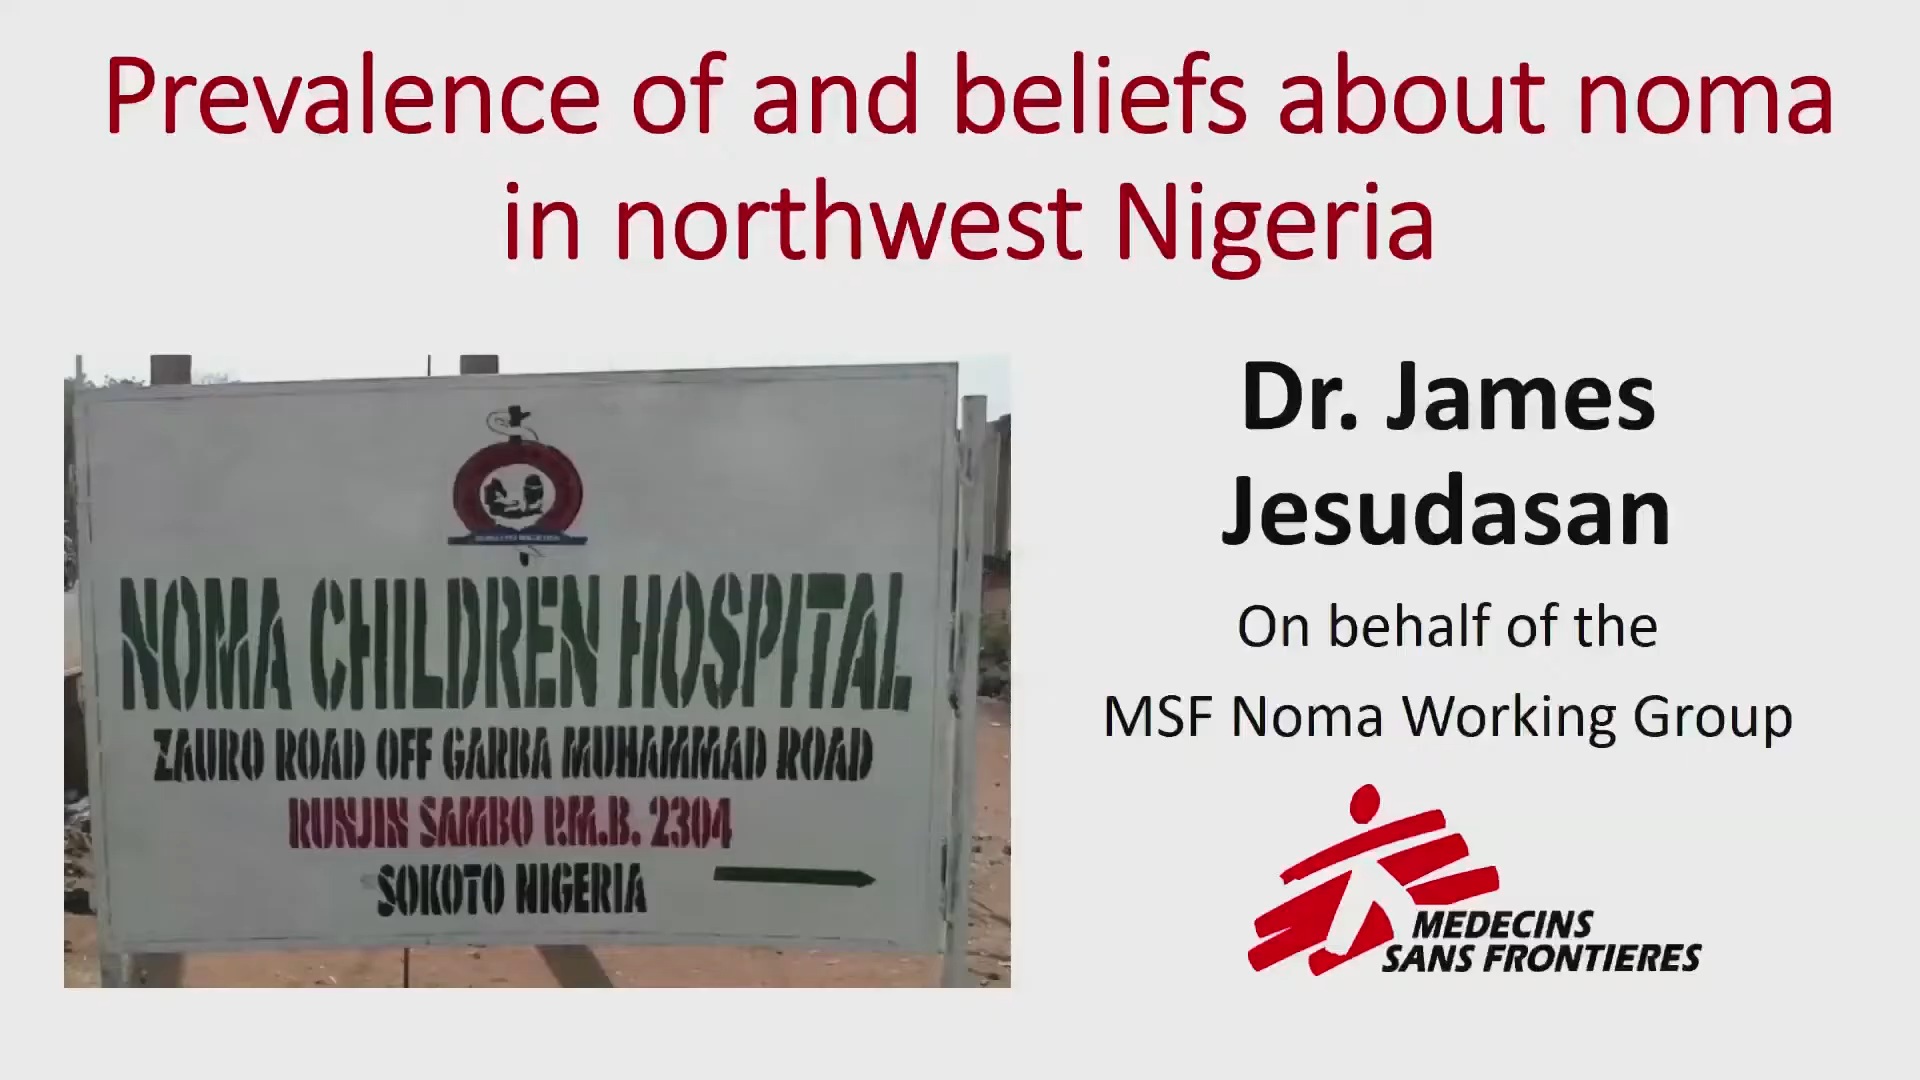 Prevalence of and beliefs about noma
in northwest Nigeria
NOMA CHILDREN HOSPITAL
ZAURO ROAD OFF GARBA MUHAMMAD ROAD
RUNJIN SAMBO P.M.B. 2304
SOKOTO NIGERIA
Dr. James
Jesudasan
On behalf of the
MSF Noma Working Group
MEDECINS
SANS FRONTIERES